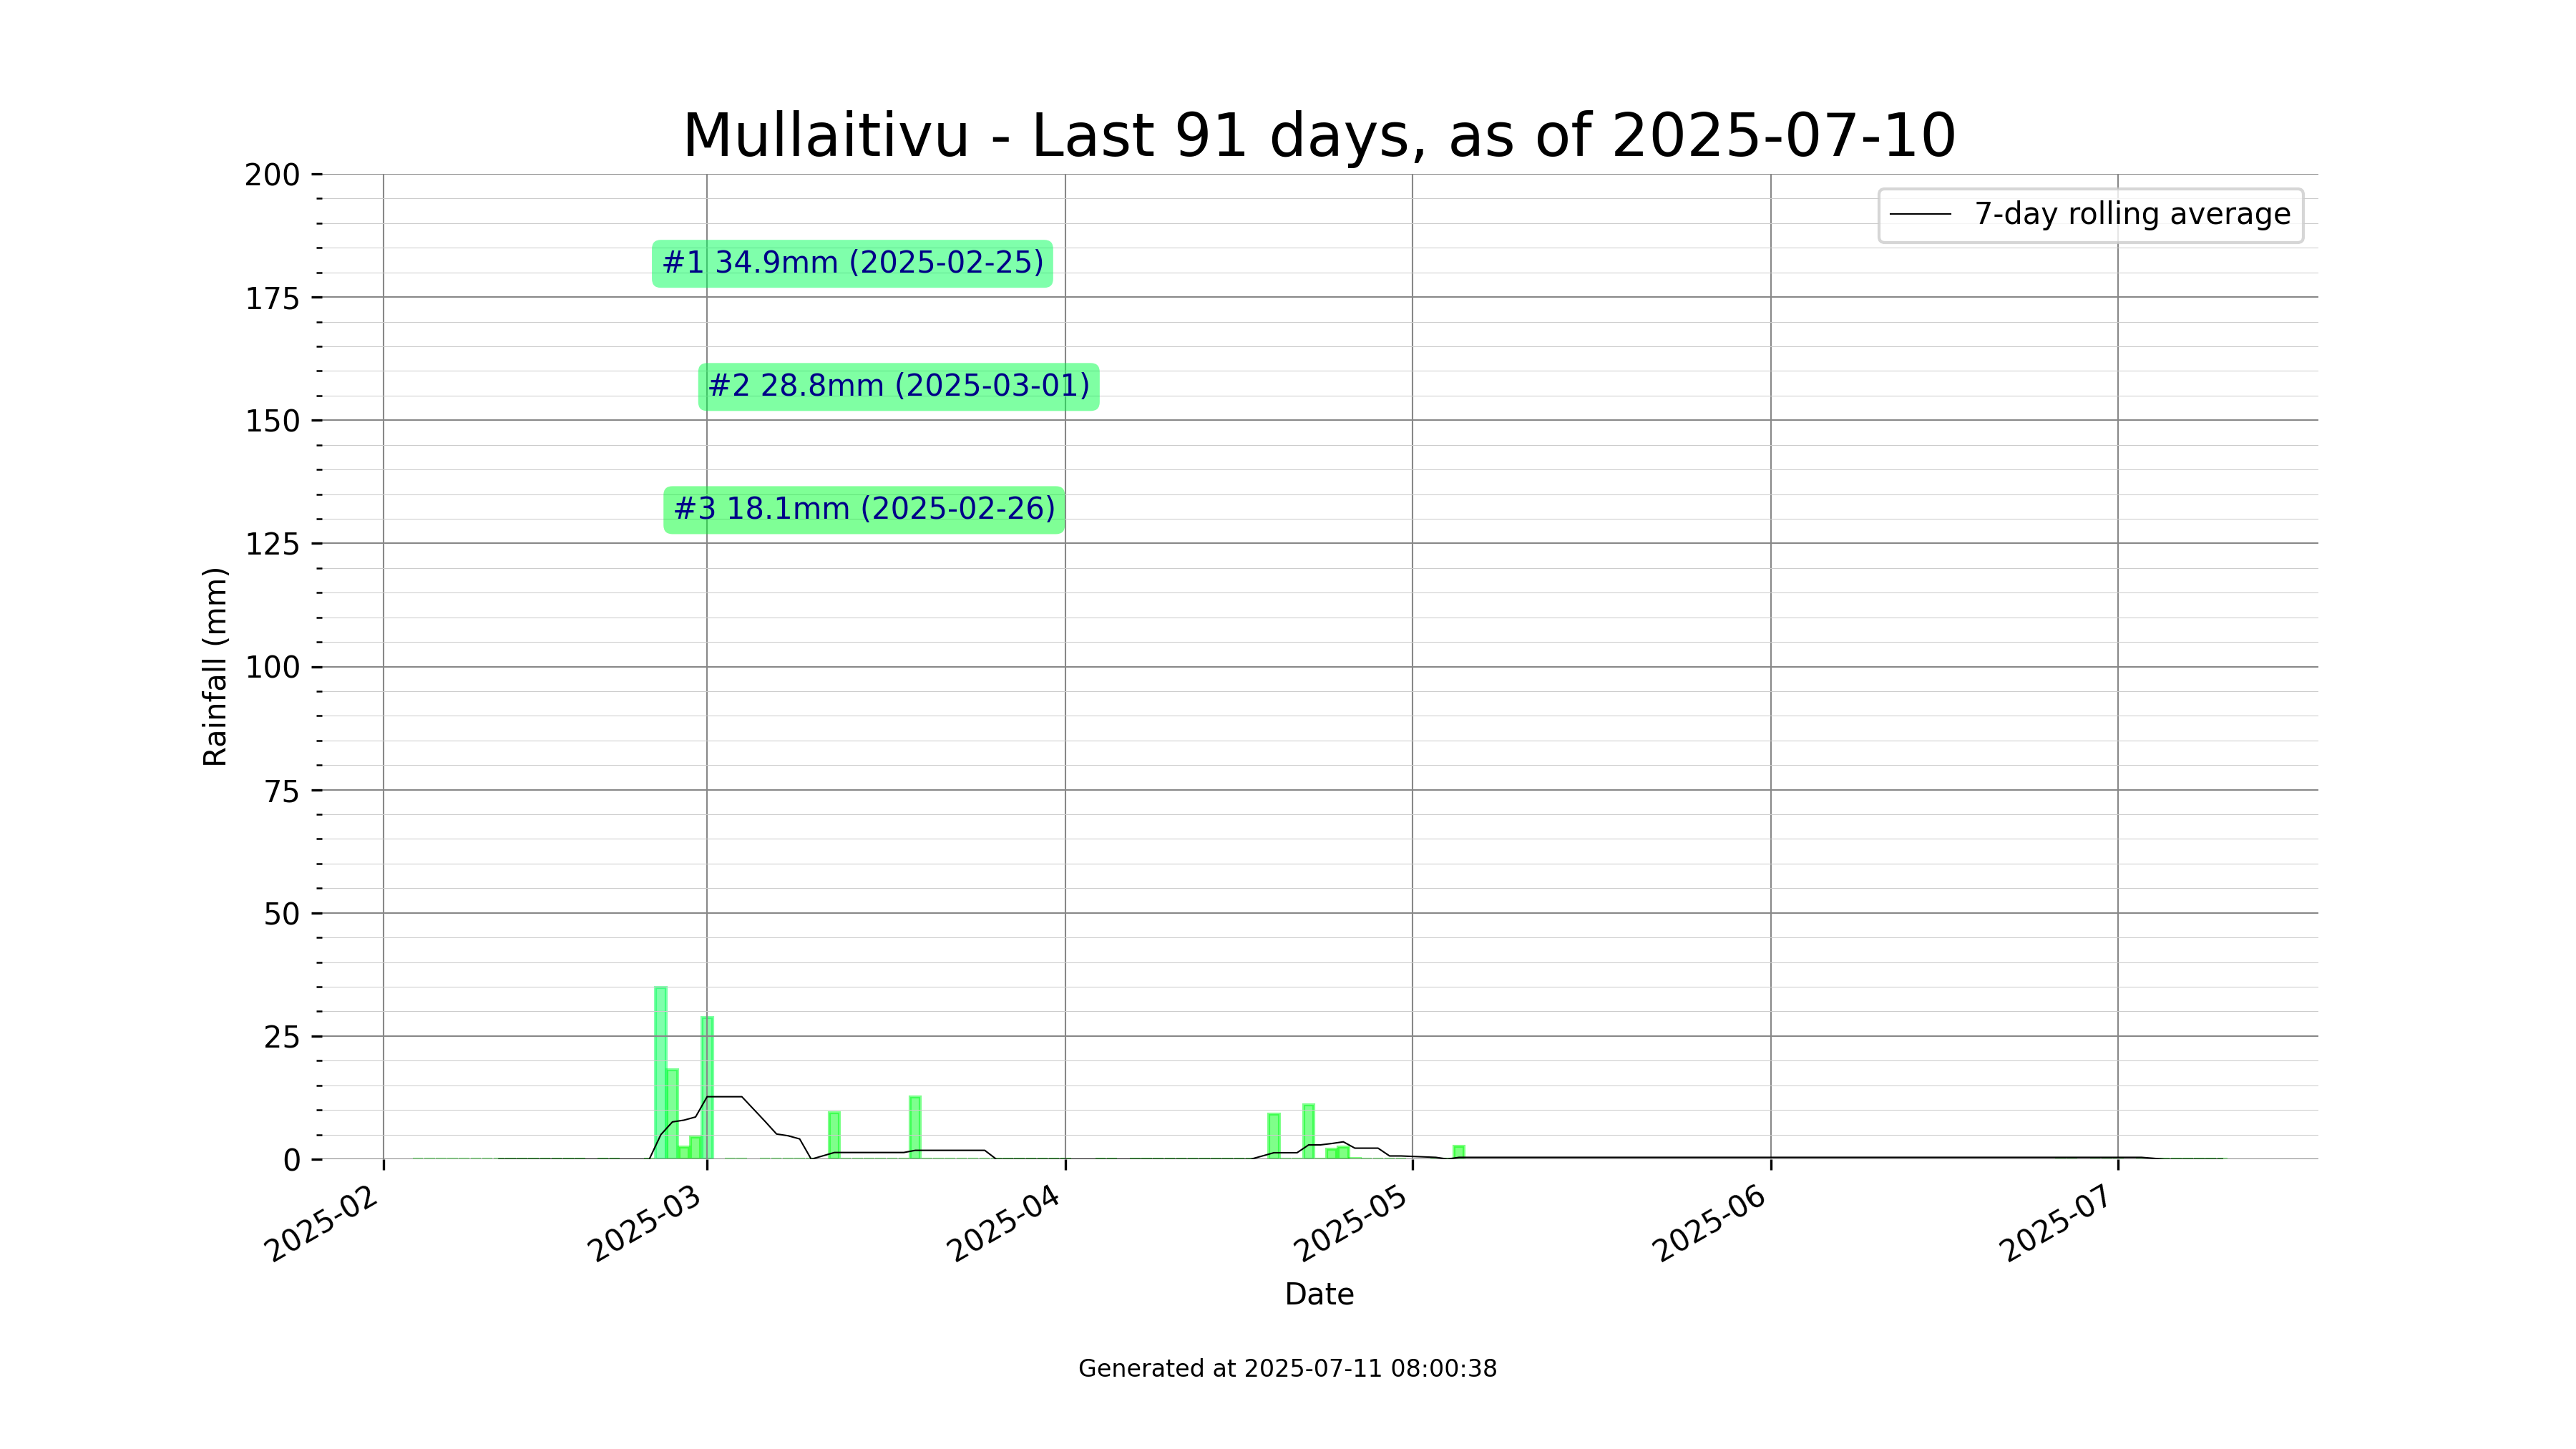 Mullaitivu - Last 91 days, as of 2025-07-10
7-day rolling average
#1 34.9mm (2025-02-25)
#2 28.8mm (2025-03-01)
#3 18.1mm (2025-02-26)
Rainfall (mm)
200
175
150
125
100
75
50
25
0
2025-02
2025-03
2025-04
2025-05
2025-06
2025-07
Date
Generated at 2025-07-11 08:00:38